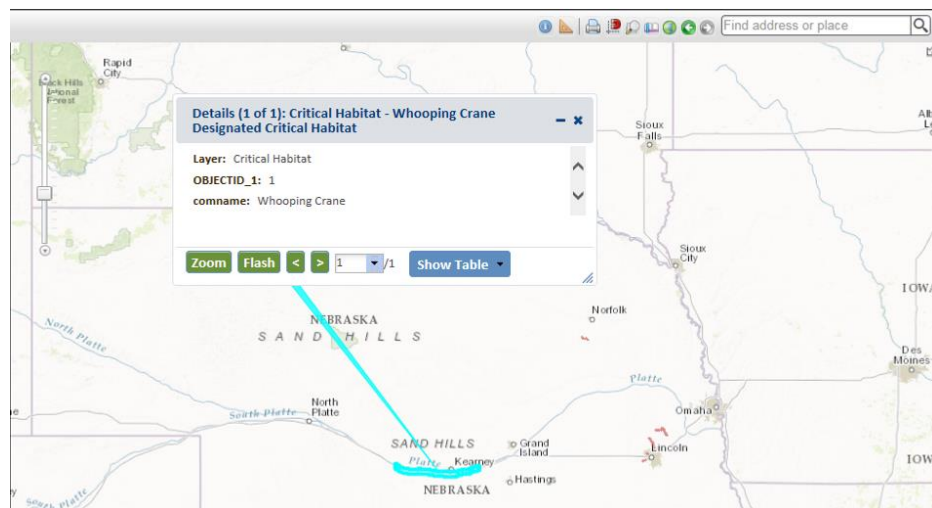 Find address or place
Rapid
City
Black Hills
National
Forest
Details (1 of 1): Critical Habitat - Whooping Crane
Designated Critical Habitat
Layer: Critical Habitat
OBJECTID_1: 1
comname: Whooping Crane
Zoom Flash < > 1 /1 Show Table
Sioux
Falls
Sioux
City
IOWA
Norfolk
North Platte
NEBRASKA
SAND HILLS
Des
Moines
Platte
Omaha
North
Platte
South Platte
SAND HILLS
Grand
Island
Lincoln
Platte
Kearney
IOW
Hastings
NEBRASKA
South Platte